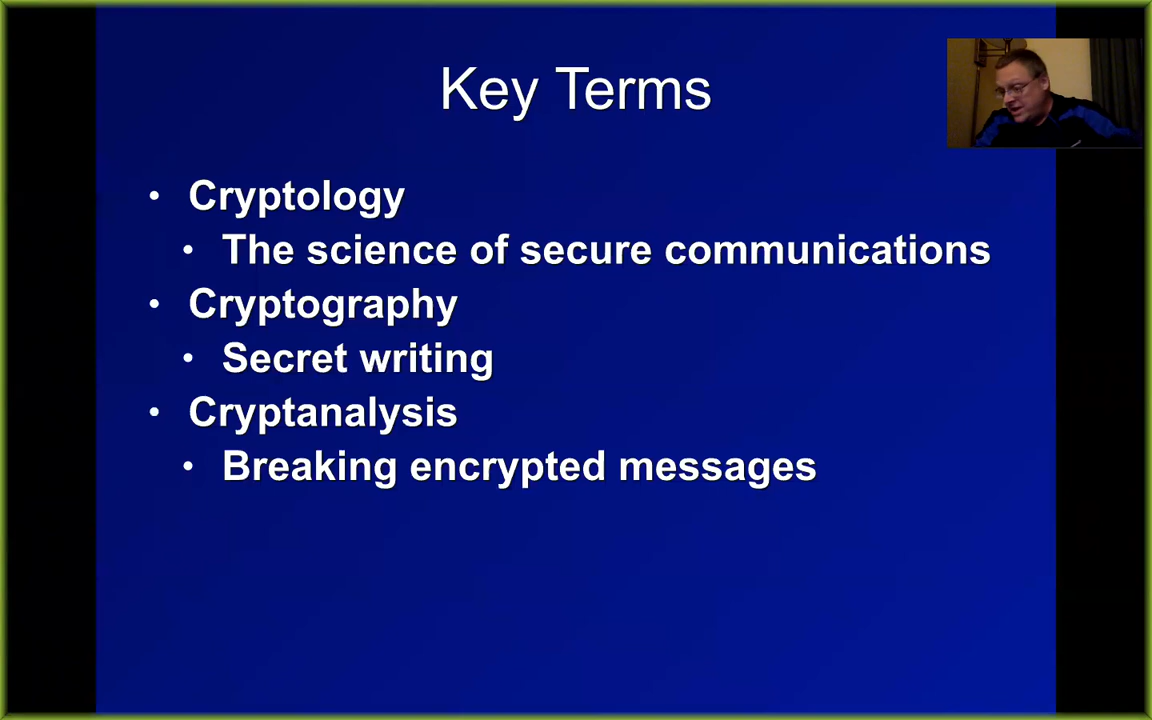 Key Terms
Cryptology
The science of secure communications
Cryptography
Secret writing
Cryptanalysis
Breaking encrypted messages